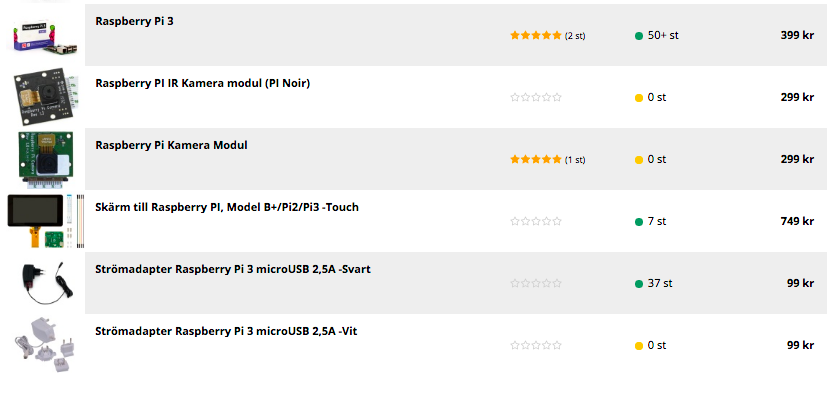 Raspberry Pi 3
(2 st)
50+ st
399 kr
Raspberry PI IR Kamera modul (PI Noir)
0 st
299 kr
Raspberry Pi Kamera Modul
(1 st)
0 st
299 kr
Skärm till Raspberry PI, Model B+/Pi2/Pi3 -Touch
7 st
749 kr
Strömadapter Raspberry Pi 3 microUSB 2,5A -Svart
37 st
99 kr
Strömadapter Raspberry Pi 3 microUSB 2,5A -Vit
0 st
99 kr